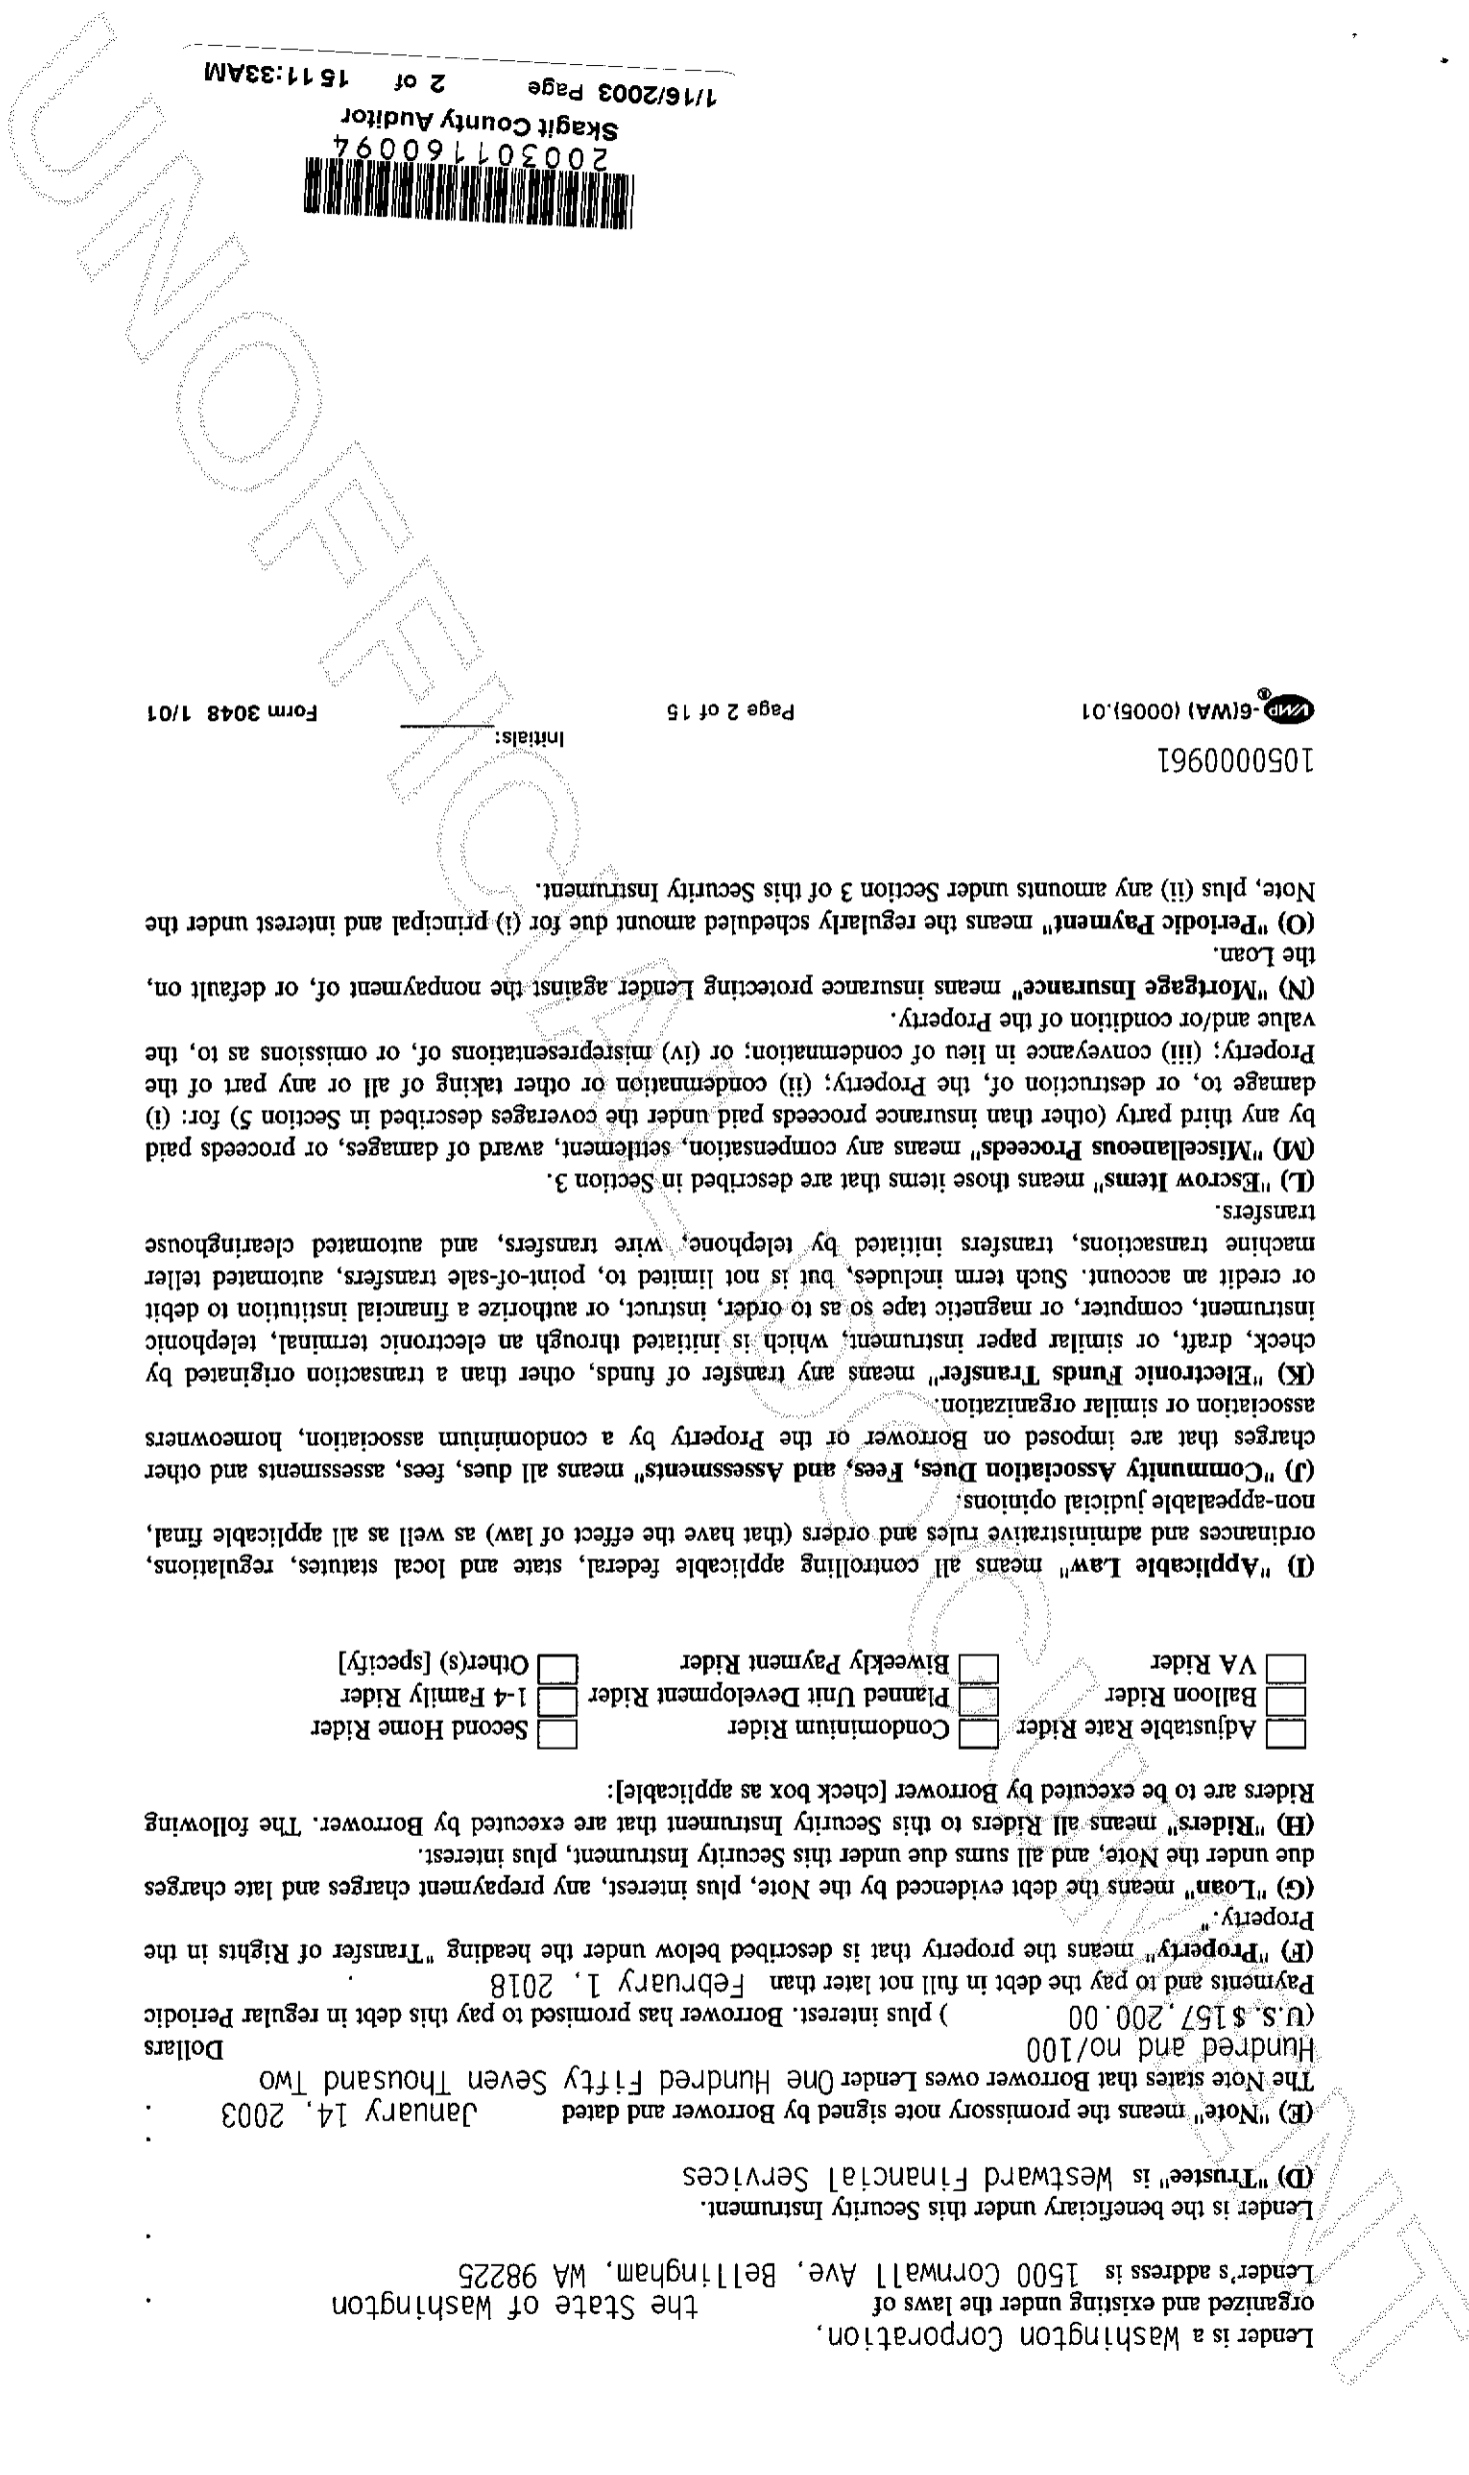 Lender is a Washington Corporation,
organized and existing under the laws of the State of Washington .
Lender's address is 1500 Cornwall Ave, Bellingham, WA 98225
.
Lender is the beneficiary under this Security Instrument.
(D) "Trustee" is Westward Financial Services
.
(E) "Note" means the promissory note signed by Borrower and dated January 14, 2003 .
The Note states that Borrower owes Lender One Hundred Fifty Seven Thousand Two
Hundred and no/100 Dollars
(U.S. $157,200.00 ) plus interest. Borrower has promised to pay this debt in regular Periodic
Payments and to pay the debt in full not later than February 1, 2018 .
(F) "Property" means the property that is described below under the heading "Transfer of Rights in the
Property."
(G) "Loan" means the debt evidenced by the Note, plus interest, any prepayment charges and late charges
due under the Note, and all sums due under this Security Instrument, plus interest.
(H) "Riders" means all Riders to this Security Instrument that are executed by Borrower. The following
Riders are to be executed by Borrower [check box as applicable]:
Adjustable Rate Rider Condominium Rider Second Home Rider
Balloon Rider Planned Unit Development Rider 1-4 Family Rider
VA Rider Biweekly Payment Rider Other(s) [specify]
(I) "Applicable Law" means all controlling applicable federal, state and local statutes, regulations,
ordinances and administrative rules and orders (that have the effect of law) as well as all applicable final,
non-appealable judicial opinions.
(J) "Community Association Dues, Fees, and Assessments" means all dues, fees, assessments and other
charges that are imposed on Borrower or the Property by a condominium association, homeowners
association or similar organization.
(K) "Electronic Funds Transfer" means any transfer of funds, other than a transaction originated by
check, draft, or similar paper instrument, which is initiated through an electronic terminal, telephonic
instrument, computer, or magnetic tape so as to order, instruct, or authorize a financial institution to debit
or credit an account. Such term includes, but is not limited to, point-of-sale transfers, automated teller
machine transactions, transfers initiated by telephone, wire transfers, and automated clearinghouse
transfers.
(L) "Escrow Items" means those items that are described in Section 3.
(M) "Miscellaneous Proceeds" means any compensation, settlement, award of damages, or proceeds paid
by any third party (other than insurance proceeds paid under the coverages described in Section 5) for: (i)
damage to, or destruction of, the Property; (ii) condemnation or other taking of all or any part of the
Property; (iii) conveyance in lieu of condemnation; or (iv) misrepresentations of, or omissions as to, the
value and/or condition of the Property.
(N) "Mortgage Insurance" means insurance protecting Lender against the nonpayment of, or default on,
the Loan.
(O) "Periodic Payment" means the regularly scheduled amount due for (i) principal and interest under the
Note, plus (ii) any amounts under Section 3 of this Security Instrument.
1050000961
Initials:
VMP®-6(WA) (0005).01 Page 2 of 15 Form 3048 1/01
200301160094
Skagit County Auditor
1/16/2003 Page 2 of 15 11:33AM
UNOFFICIAL DOCUMENT